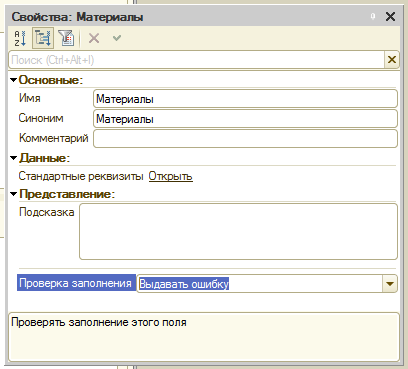 Свойства: Материалы
Поиск (Ctrl+Alt+I)
Основные:
Имя Материалы
Синоним Материалы
Комментарий
Данные:
Стандартные реквизиты Открыть
Представление:
Подсказка
Проверка заполнения Выдавать ошибку
Проверять заполнение этого поля